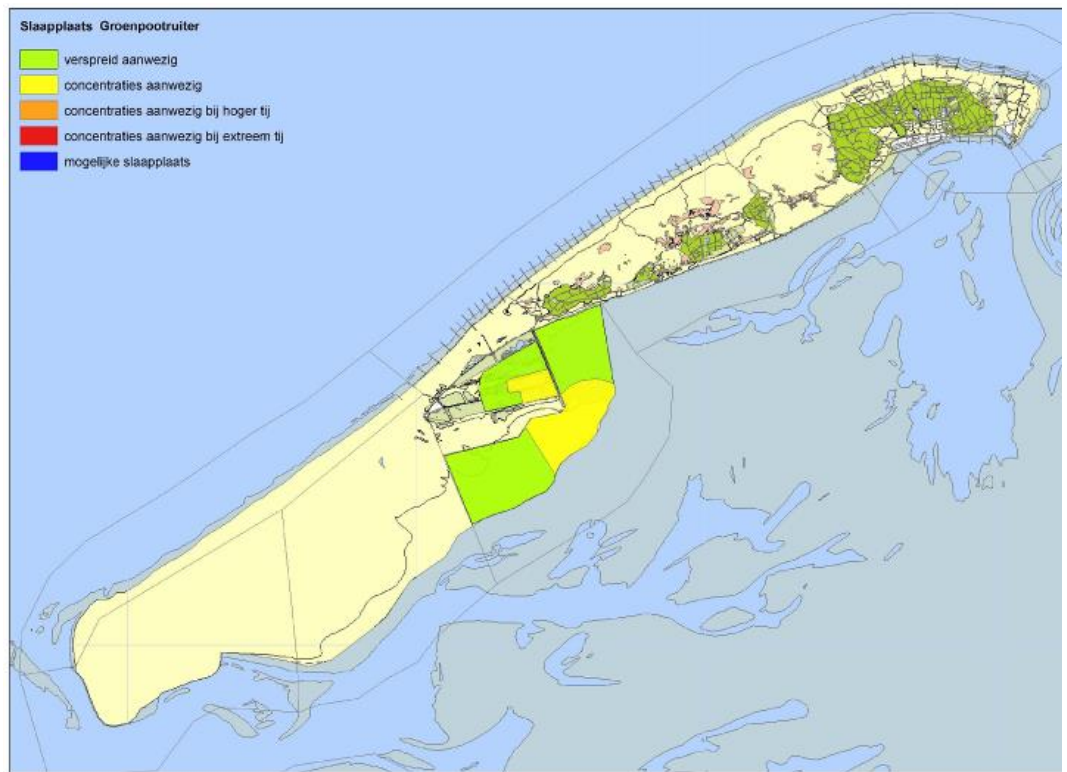 Slaapplaats Groenpootruiter
verspreid aanwezig
concentraties aanwezig
concentraties aanwezig bij hoger tij
concentraties aanwezig bij extreem tij
mogelijke slaapplaats